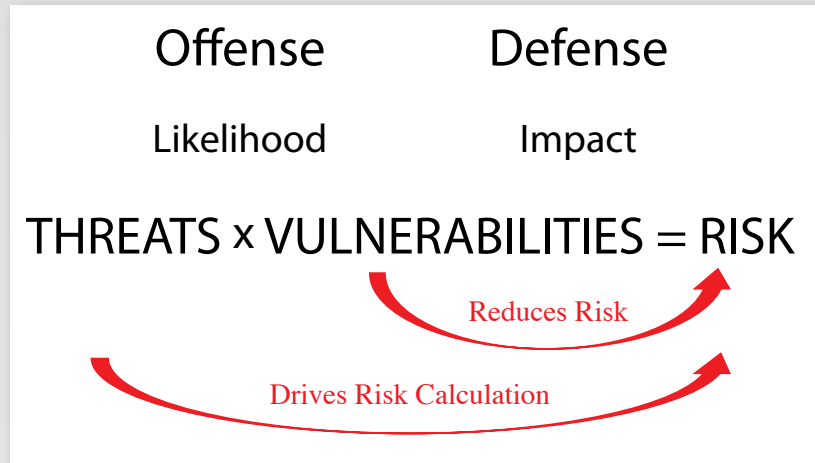 Offense Defense
Likelihood Impact
THREATS x VULNERABILITIES = RISK
Reduces Risk
Drives Risk Calculation